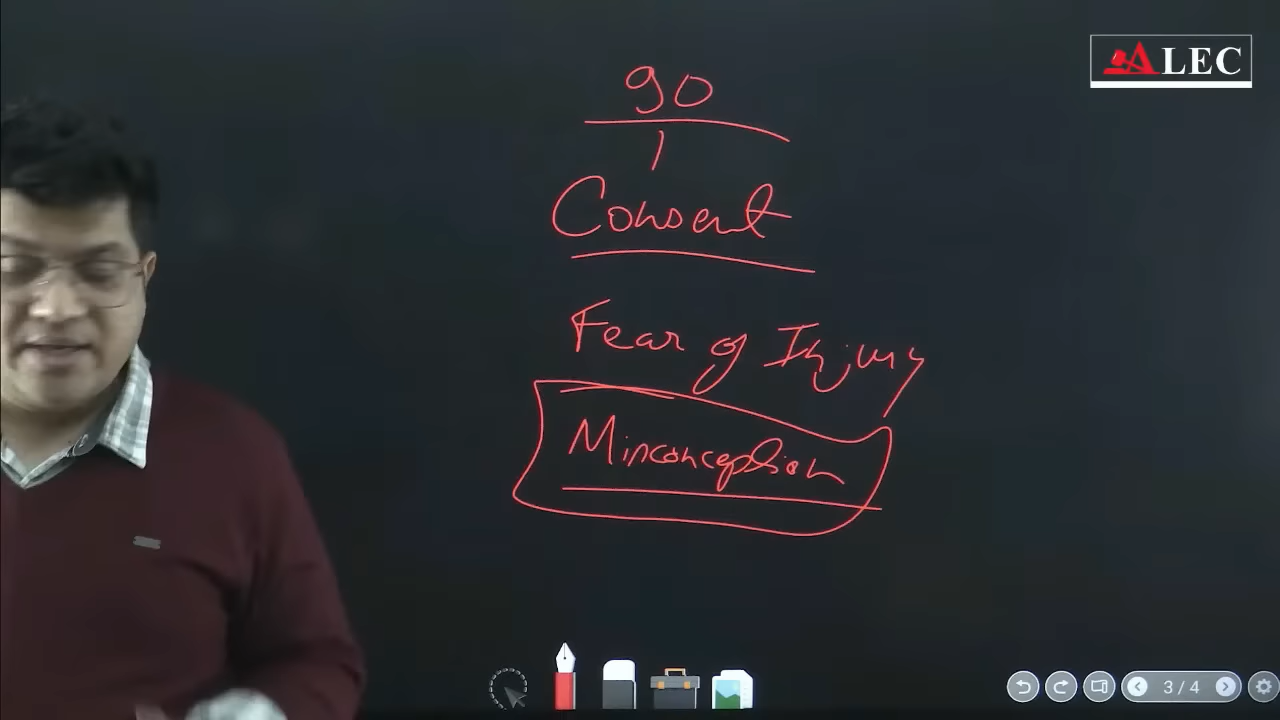 ALEC
90
Consent
Fear of Injury
Misconception
3 / 4